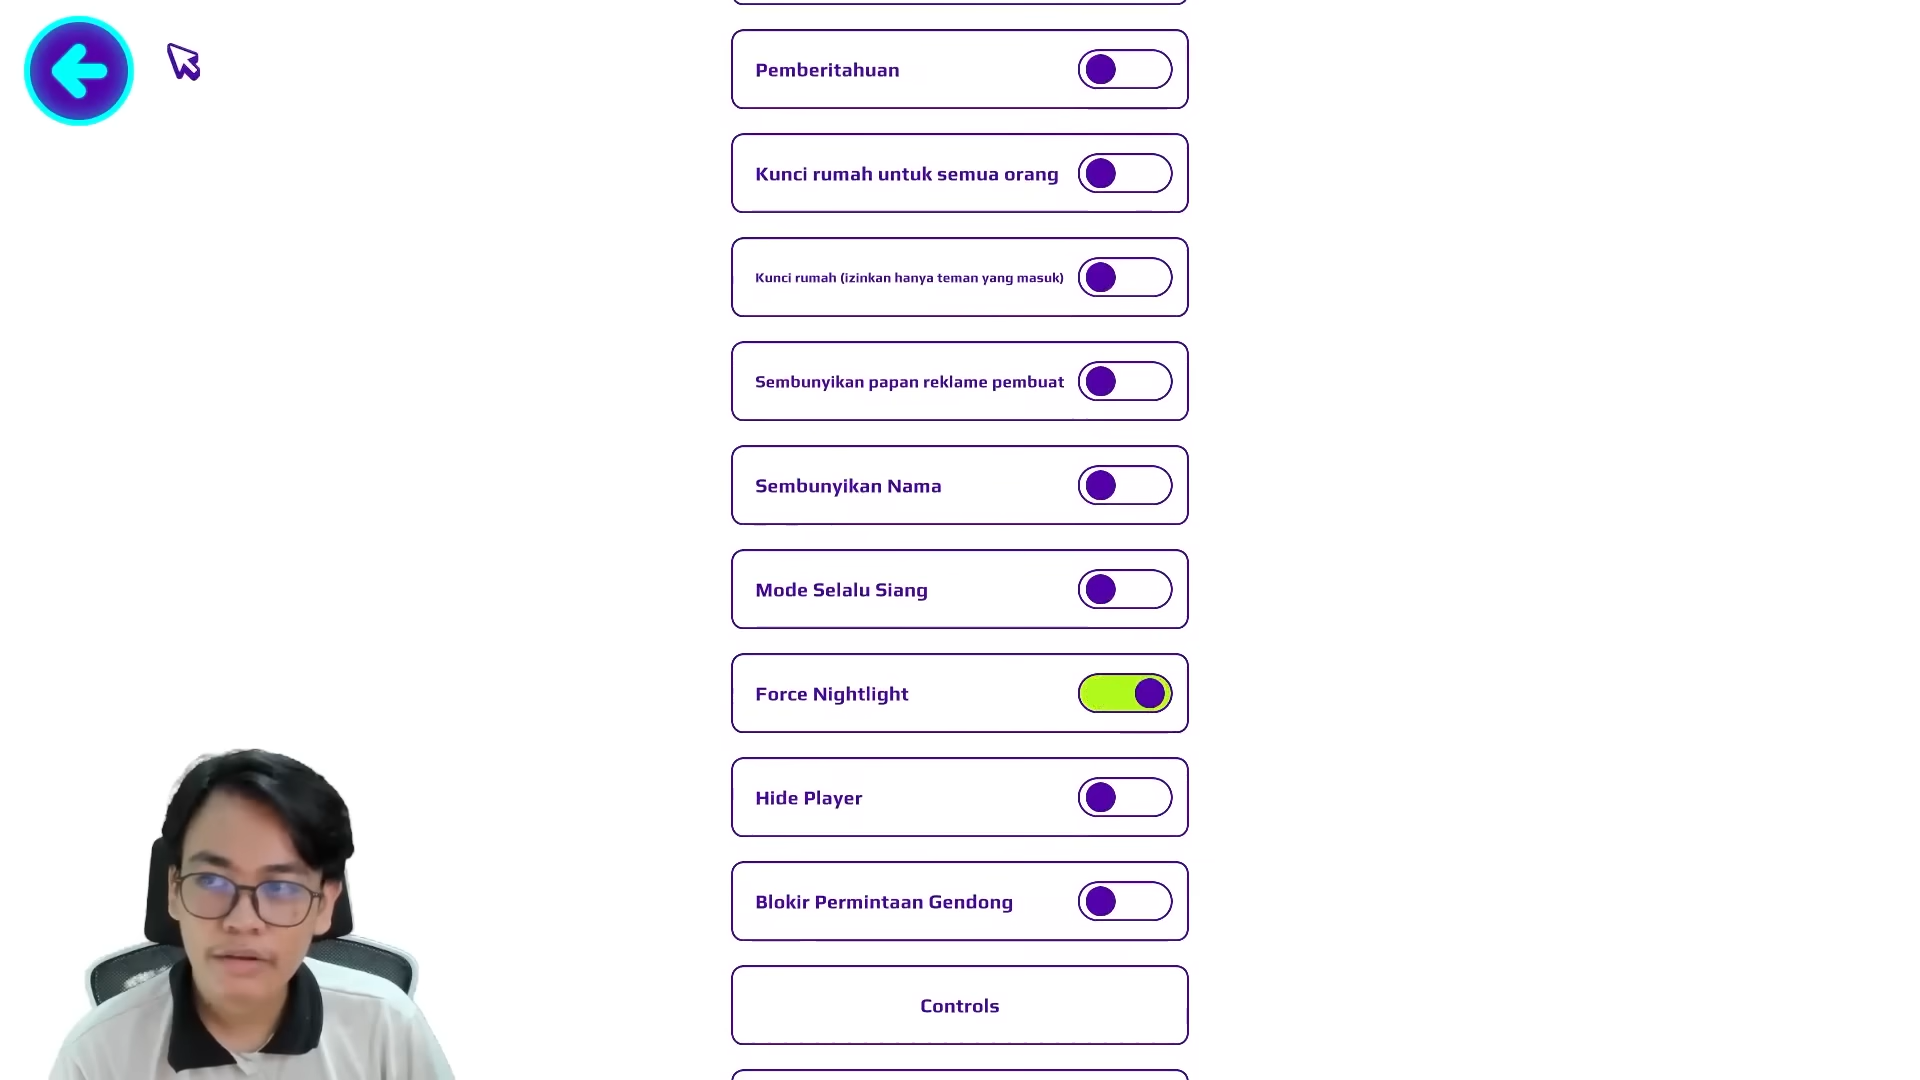 Pemberitahuan
Kunci rumah untuk semua orang
Kunci rumah (izinkan hanya teman yang masuk)
Sembunyikan papan reklame pembuat
Sembunyikan Nama
Mode Selalu Siang
Force Nightlight
Hide Player
Blokir Permintaan Gendong
Controls